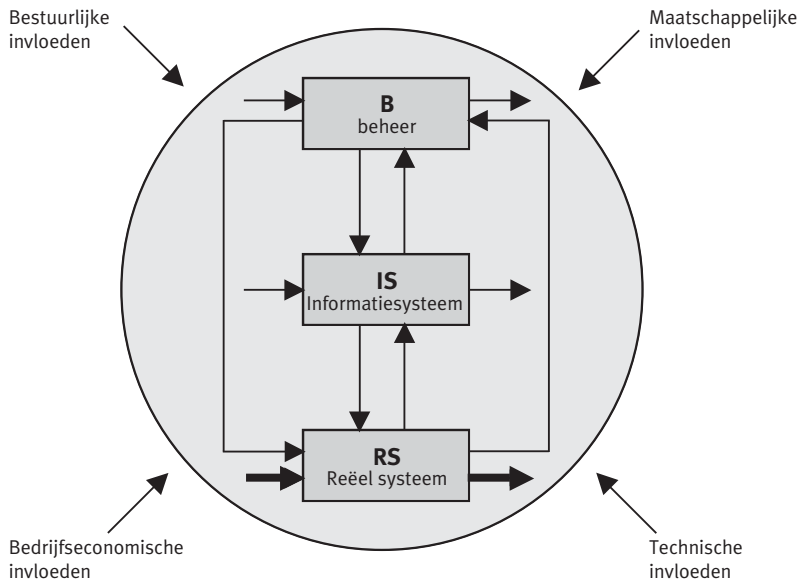 Bestuurlijke
invloeden
Maatschappelijke
invloeden
B
beheer
IS
Informatiesysteem
RS
Reëel systeem
Bedrijfseconomische
invloeden
Technische
invloeden